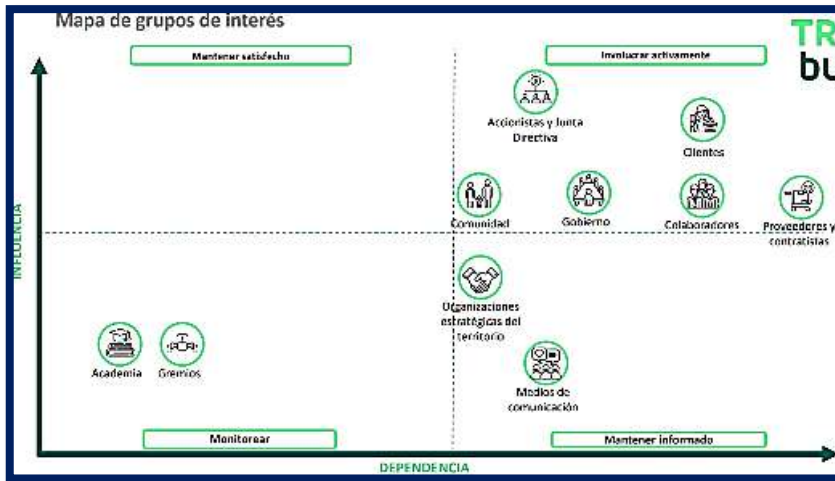 Mapa de grupos de interés
TR
bu
Mantener satisfecho
Involucrar activamente
Accionistas y Junta
Directiva
Clientes
Comunidad
Gobierno
Colaboradores
Proveedores y
contratistas
INFLUENCIA
Organizaciones
estratégicas del
territorio
Academia
Gremios
Medios de
comunicación
Monitorear
Mantener informado
DEPENDENCIA